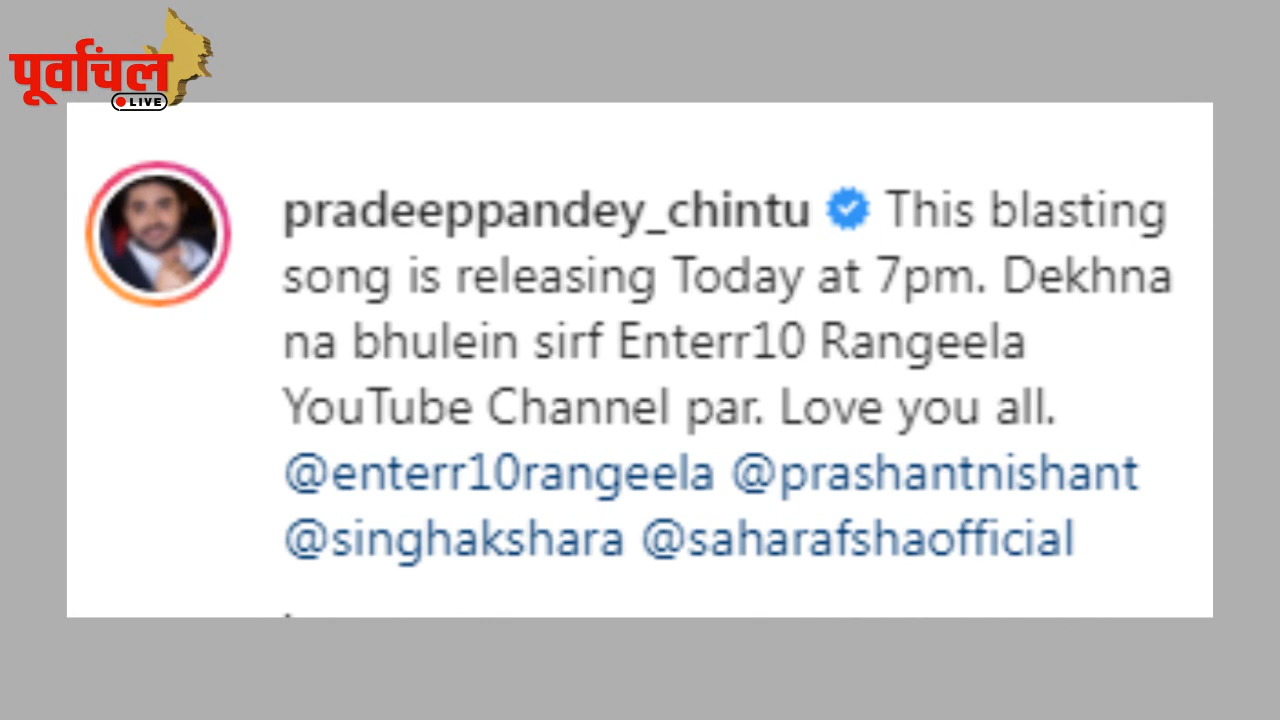 पूर्वांचल
LIVE
pradeeppandey_chintu This blasting
song is releasing Today at 7pm. Dekhna
na bhulein sirf Enterr10 Rangeela
YouTube Channel par. Love you all.
@enterr10rangeela @prashantnishant
@singhakshara @saharafshaofficial